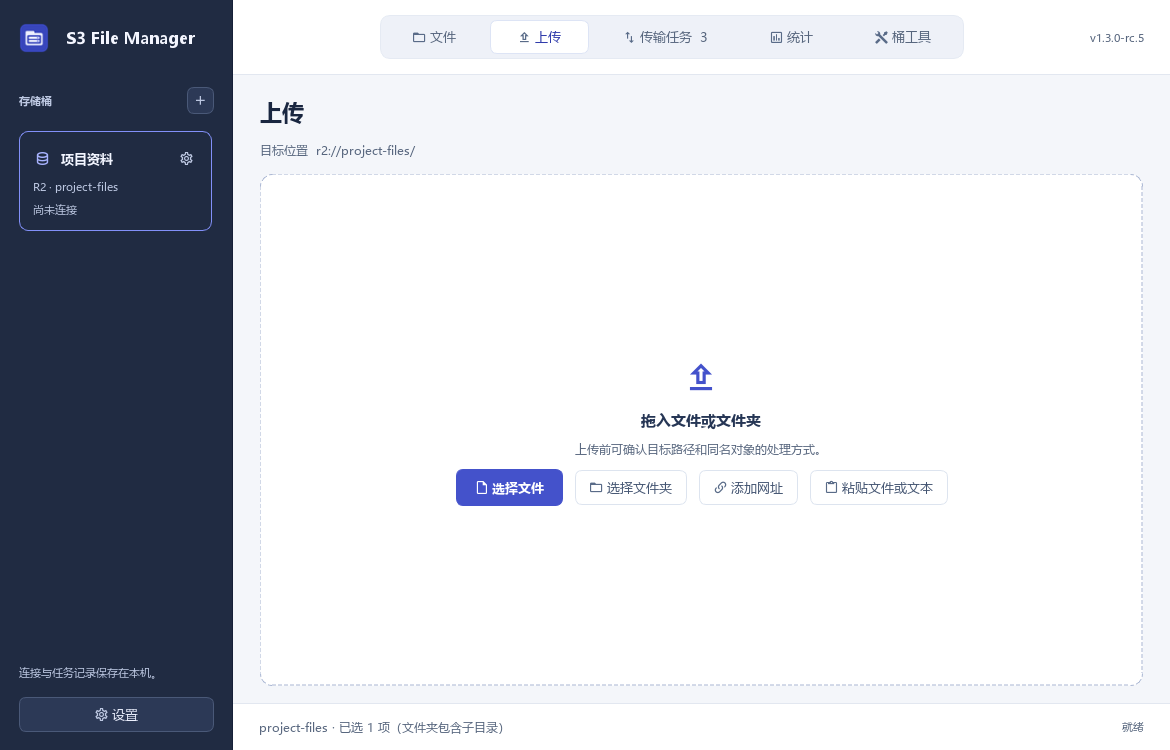 S3 File Manager
文件
上传
传输任务 3
统计
桶工具
v1.3.0-rc.5
存储桶
+
项目资料
R2 · project-files
尚未连接
上传
目标位置 r2://project-files/
拖入文件或文件夹
上传前可确认目标路径和同名对象的处理方式。
选择文件
选择文件夹
添加网址
粘贴文件或文本
连接与任务记录保存在本机。
设置
project-files · 已选 1 项（文件夹包含子目录）
就绪